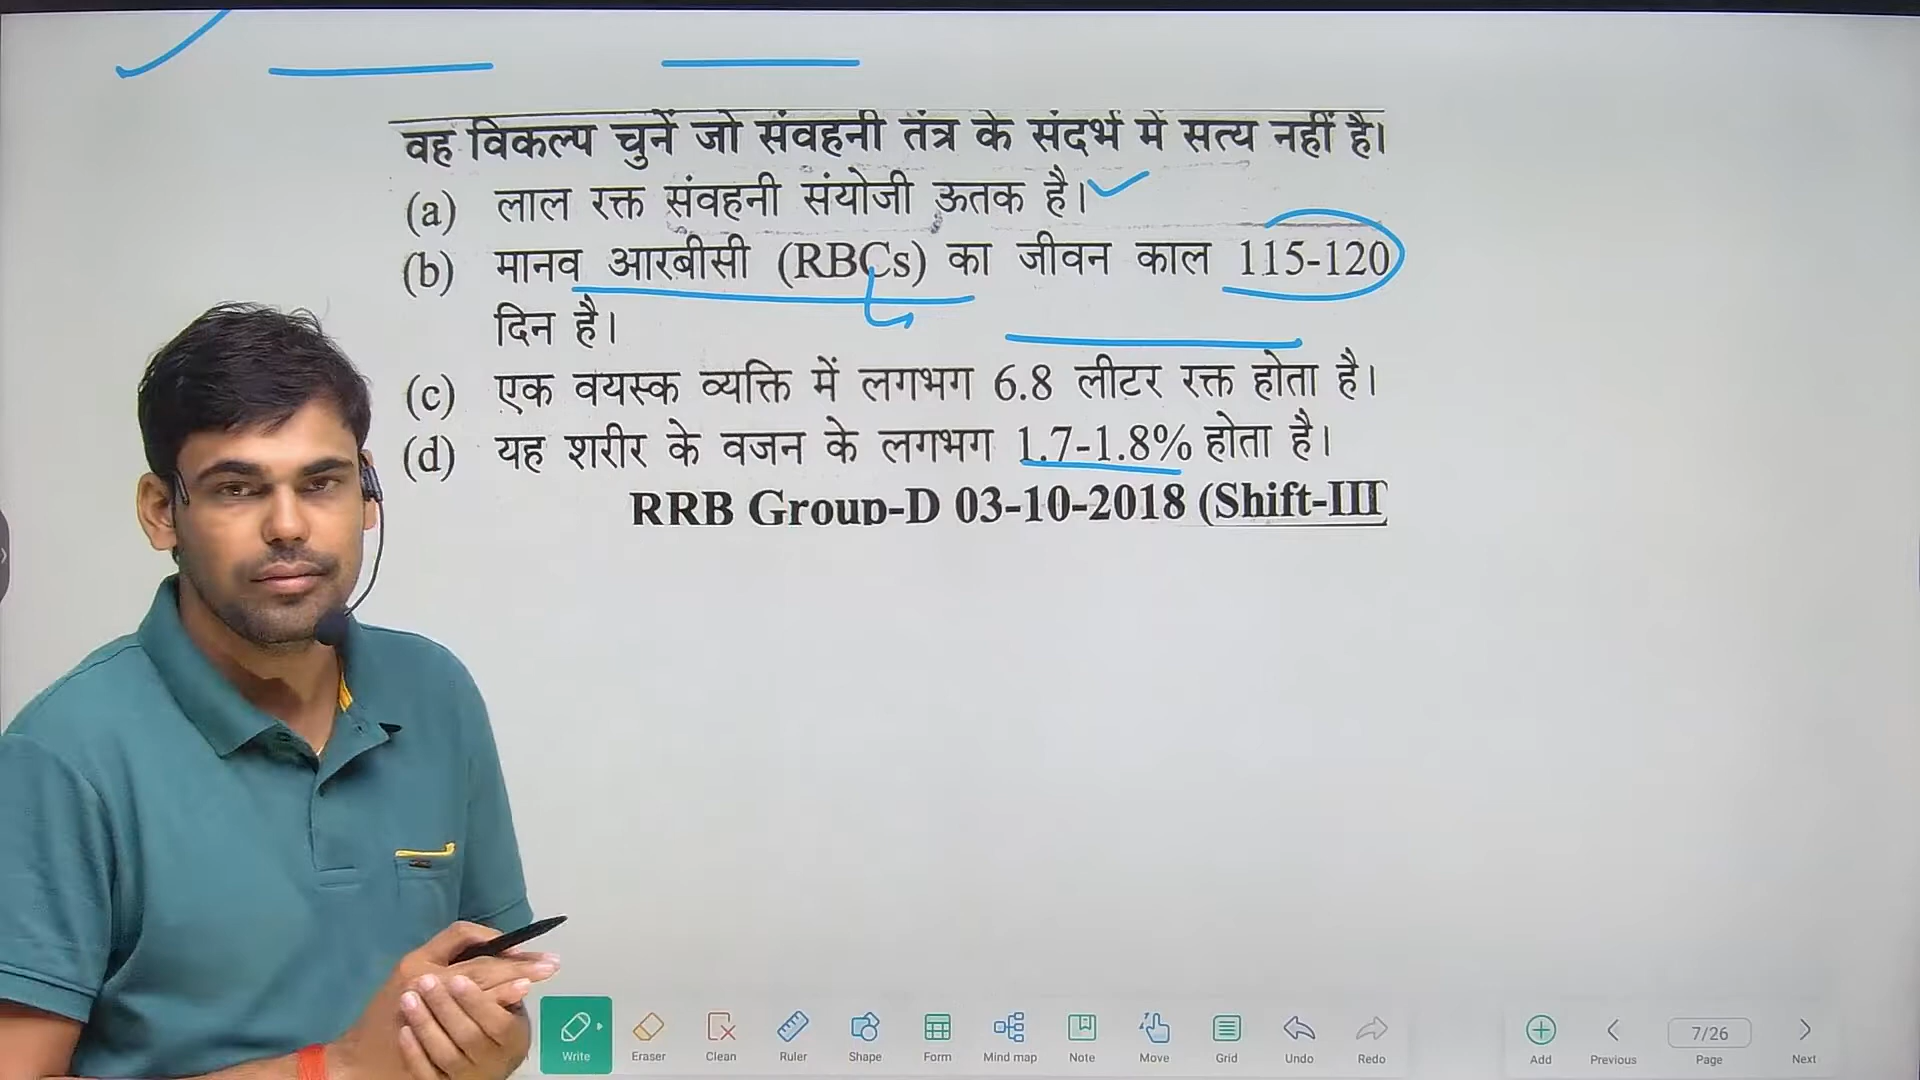 वह विकल्प चुनें जो संवहनी तंत्र के संदर्भ में सत्य नहीं है।
(a) लाल रक्त संवहनी संयोजी ऊतक है।
(b) मानव आरबीसी (RBCs) का जीवन काल 115-120
दिन है।
(c) एक वयस्क व्यक्ति में लगभग 6.8 लीटर रक्त होता है।
(d) यह शरीर के वजन के लगभग 1.7-1.8% होता है।
RRB Group-D 03-10-2018 (Shift-III
Write Eraser Clean Ruler Shape Form Mind map Note Move Grid Undo Redo Add Previous 7/26 Page Next